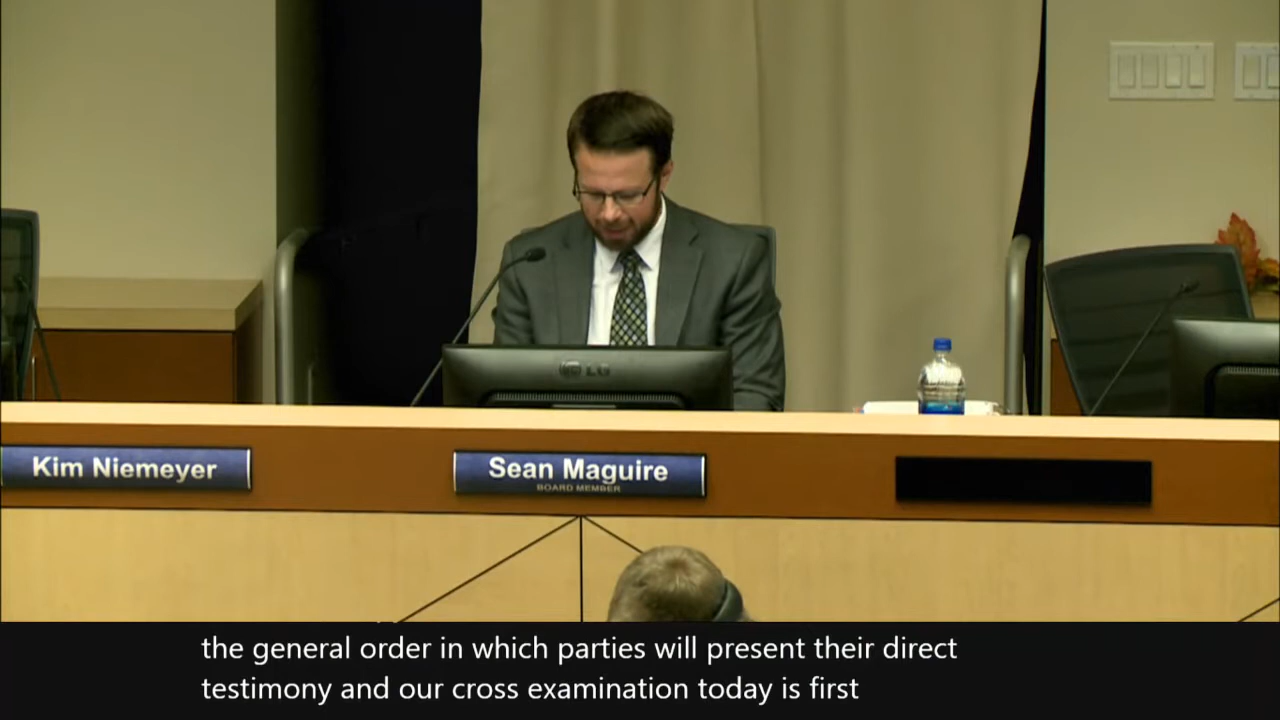 LG
Kim Niemeyer
Sean Maguire
BOARD MEMBER
the general order in which parties will present their direct
testimony and our cross examination today is first